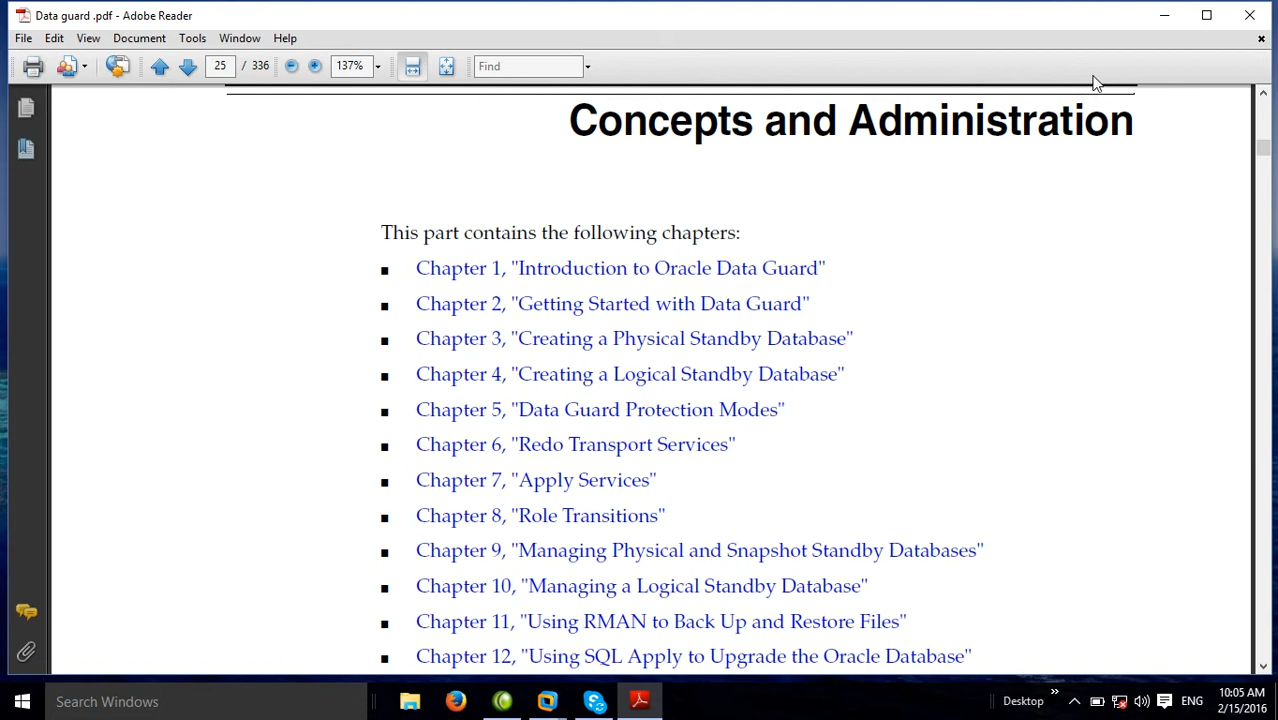 Data guard .pdf - Adobe Reader
File Edit View Document Tools Window Help
25 / 336 137% Find
Concepts and Administration
This part contains the following chapters:
■ Chapter 1, "Introduction to Oracle Data Guard"
■ Chapter 2, "Getting Started with Data Guard"
■ Chapter 3, "Creating a Physical Standby Database"
■ Chapter 4, "Creating a Logical Standby Database"
■ Chapter 5, "Data Guard Protection Modes"
■ Chapter 6, "Redo Transport Services"
■ Chapter 7, "Apply Services"
■ Chapter 8, "Role Transitions"
■ Chapter 9, "Managing Physical and Snapshot Standby Databases"
■ Chapter 10, "Managing a Logical Standby Database"
■ Chapter 11, "Using RMAN to Back Up and Restore Files"
■ Chapter 12, "Using SQL Apply to Upgrade the Oracle Database"
Search Windows Desktop ENG 10:05 AM
2/15/2016